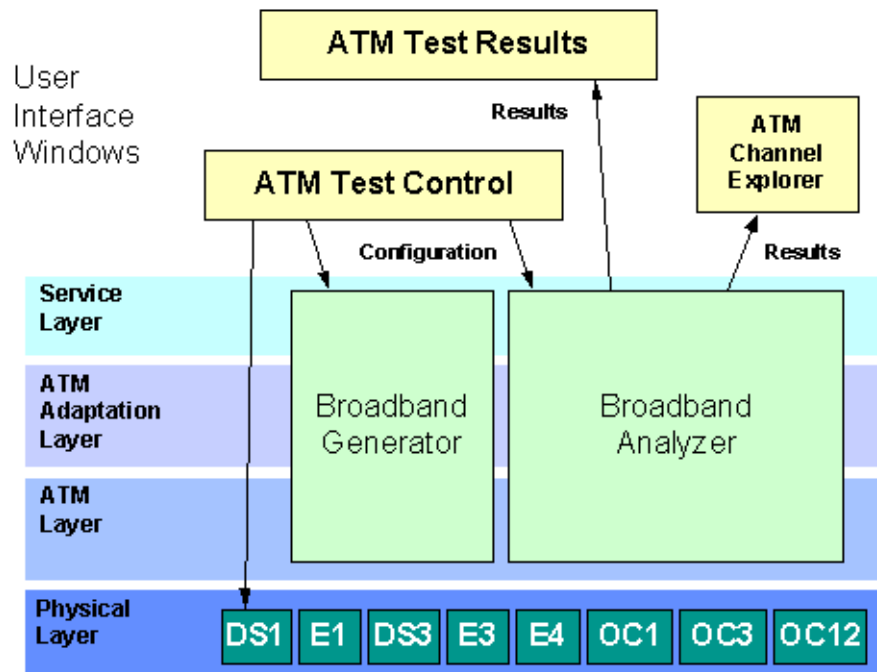 ATM Test Results
User
Interface
Windows
Results
ATM
Channel
Explorer
ATM Test Control
Configuration
Results
Service
Layer
ATM
Adaptation
Layer
Broadband
Generator
Broadband
Analyzer
ATM
Layer
Physical
Layer
DS1 E1 DS3 E3 E4 OC1 OC3 OC12